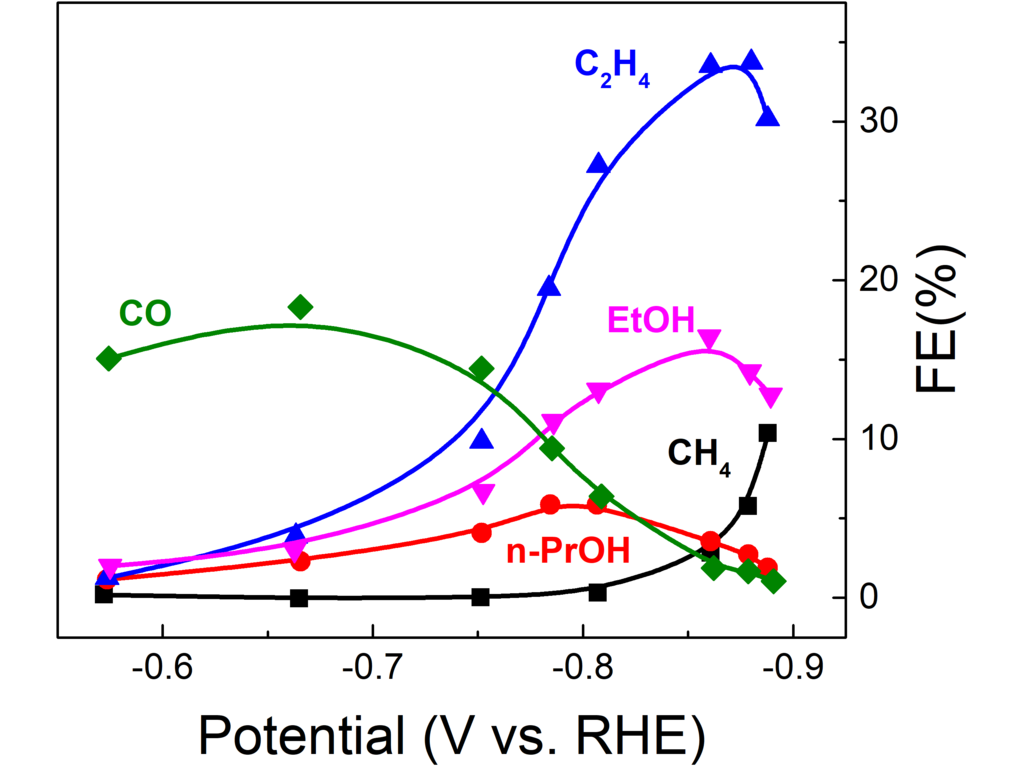 C₂H₄
30
20
CO
EtOH
FE(%)
10
CH₄
n-PrOH
0
-0.6 -0.7 -0.8 -0.9
Potential (V vs. RHE)